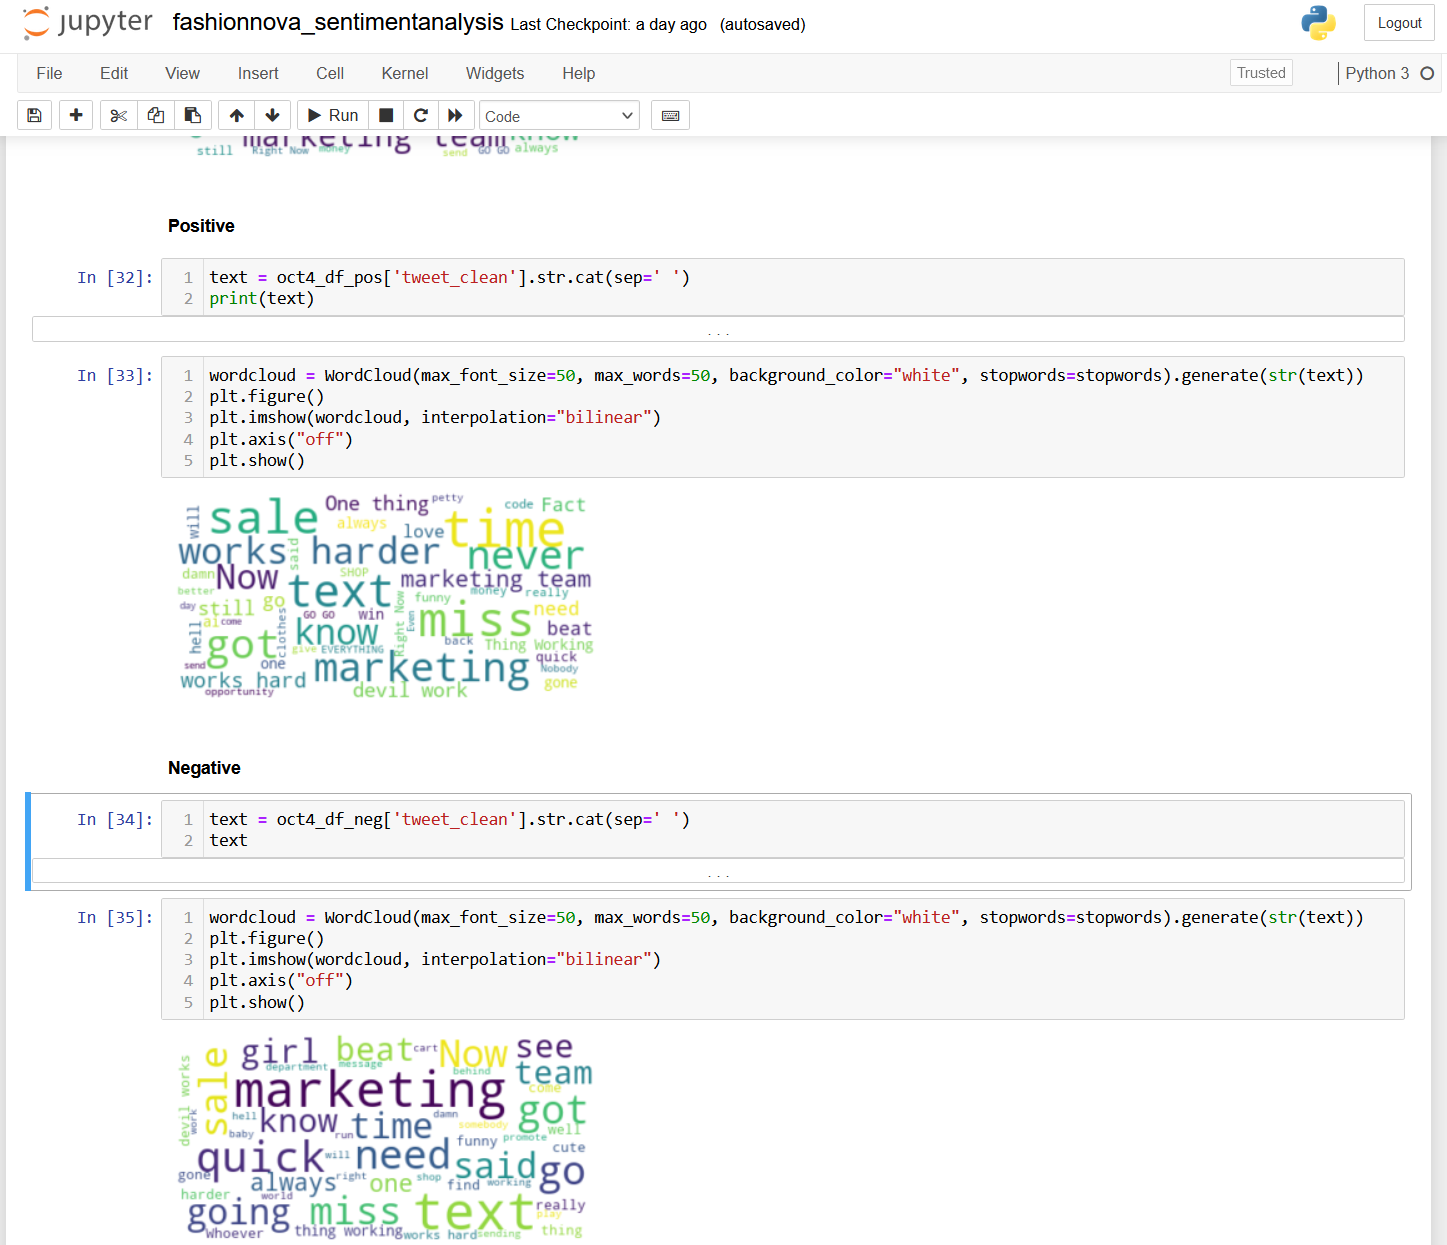 jupyter fashionnova_sentimentanalysis Last Checkpoint: a day ago (autosaved) Logout
File Edit View Insert Cell Kernel Widgets Help Trusted Python 3
Run Code
marketing team know
still Right Now money send GO GO always
Positive
In [32]:
1 text = oct4_df_pos['tweet_clean'].str.cat(sep=' ')
2 print(text)
...
In [33]:
1 wordcloud = WordCloud(max_font_size=50, max_words=50, background_color="white", stopwords=stopwords).generate(str(text))
2 plt.figure()
3 plt.imshow(wordcloud, interpolation="bilinear")
4 plt.axis("off")
5 plt.show()
will sale One thing petty code Fact
always love time
works said harder never
damn Now SHOP text marketing team
better funny money really
day still go clothes GO GO win Right Now Even miss need
al come hell got know back beat
give EVERYTHING Thing Working
send one marketing quick
works hard Nobody
opportunity devil work gone
Negative
In [34]:
1 text = oct4_df_neg['tweet_clean'].str.cat(sep=' ')
2 text
...
In [35]:
1 wordcloud = WordCloud(max_font_size=50, max_words=50, background_color="white", stopwords=stopwords).generate(str(text))
2 plt.figure()
3 plt.imshow(wordcloud, interpolation="bilinear")
4 plt.axis("off")
5 plt.show()
devil works sale girl beat cart Now see
department message behind team
marketing come
work hell know damn got
baby run time somebody well
quick will need funny promote cute
gone said go
always right one shop find working
harder world
going miss text really
play
Whoever thing working works hard sending thing